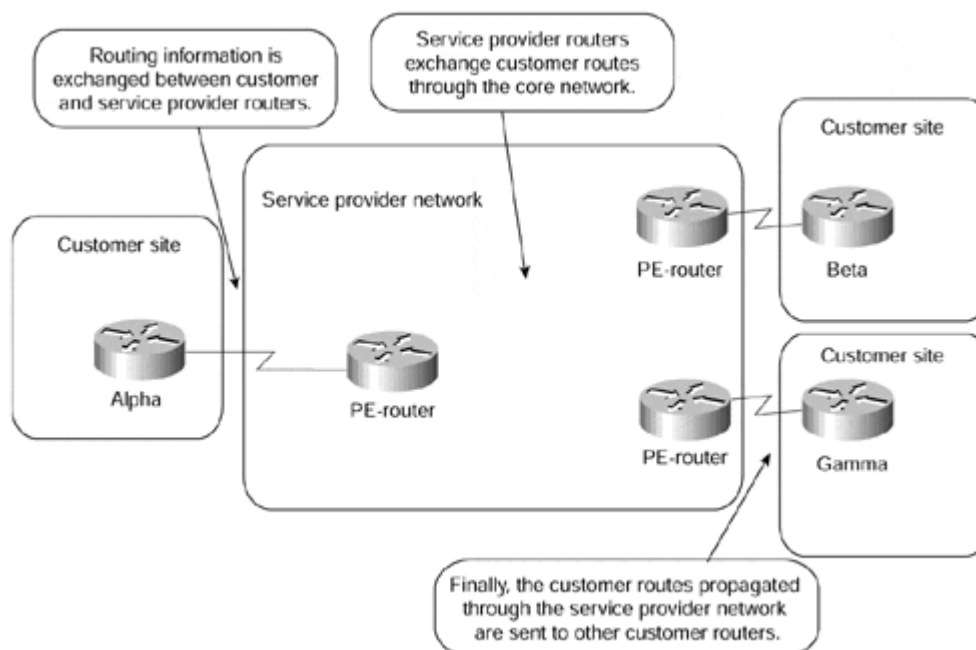 Routing information is
exchanged between customer
and service provider routers.
Service provider routers
exchange customer routes
through the core network.
Customer site
Service provider network
PE-router
Beta
Customer site
Alpha
PE-router
Customer site
PE-router
Gamma
Finally, the customer routes propagated
through the service provider network
are sent to other customer routers.